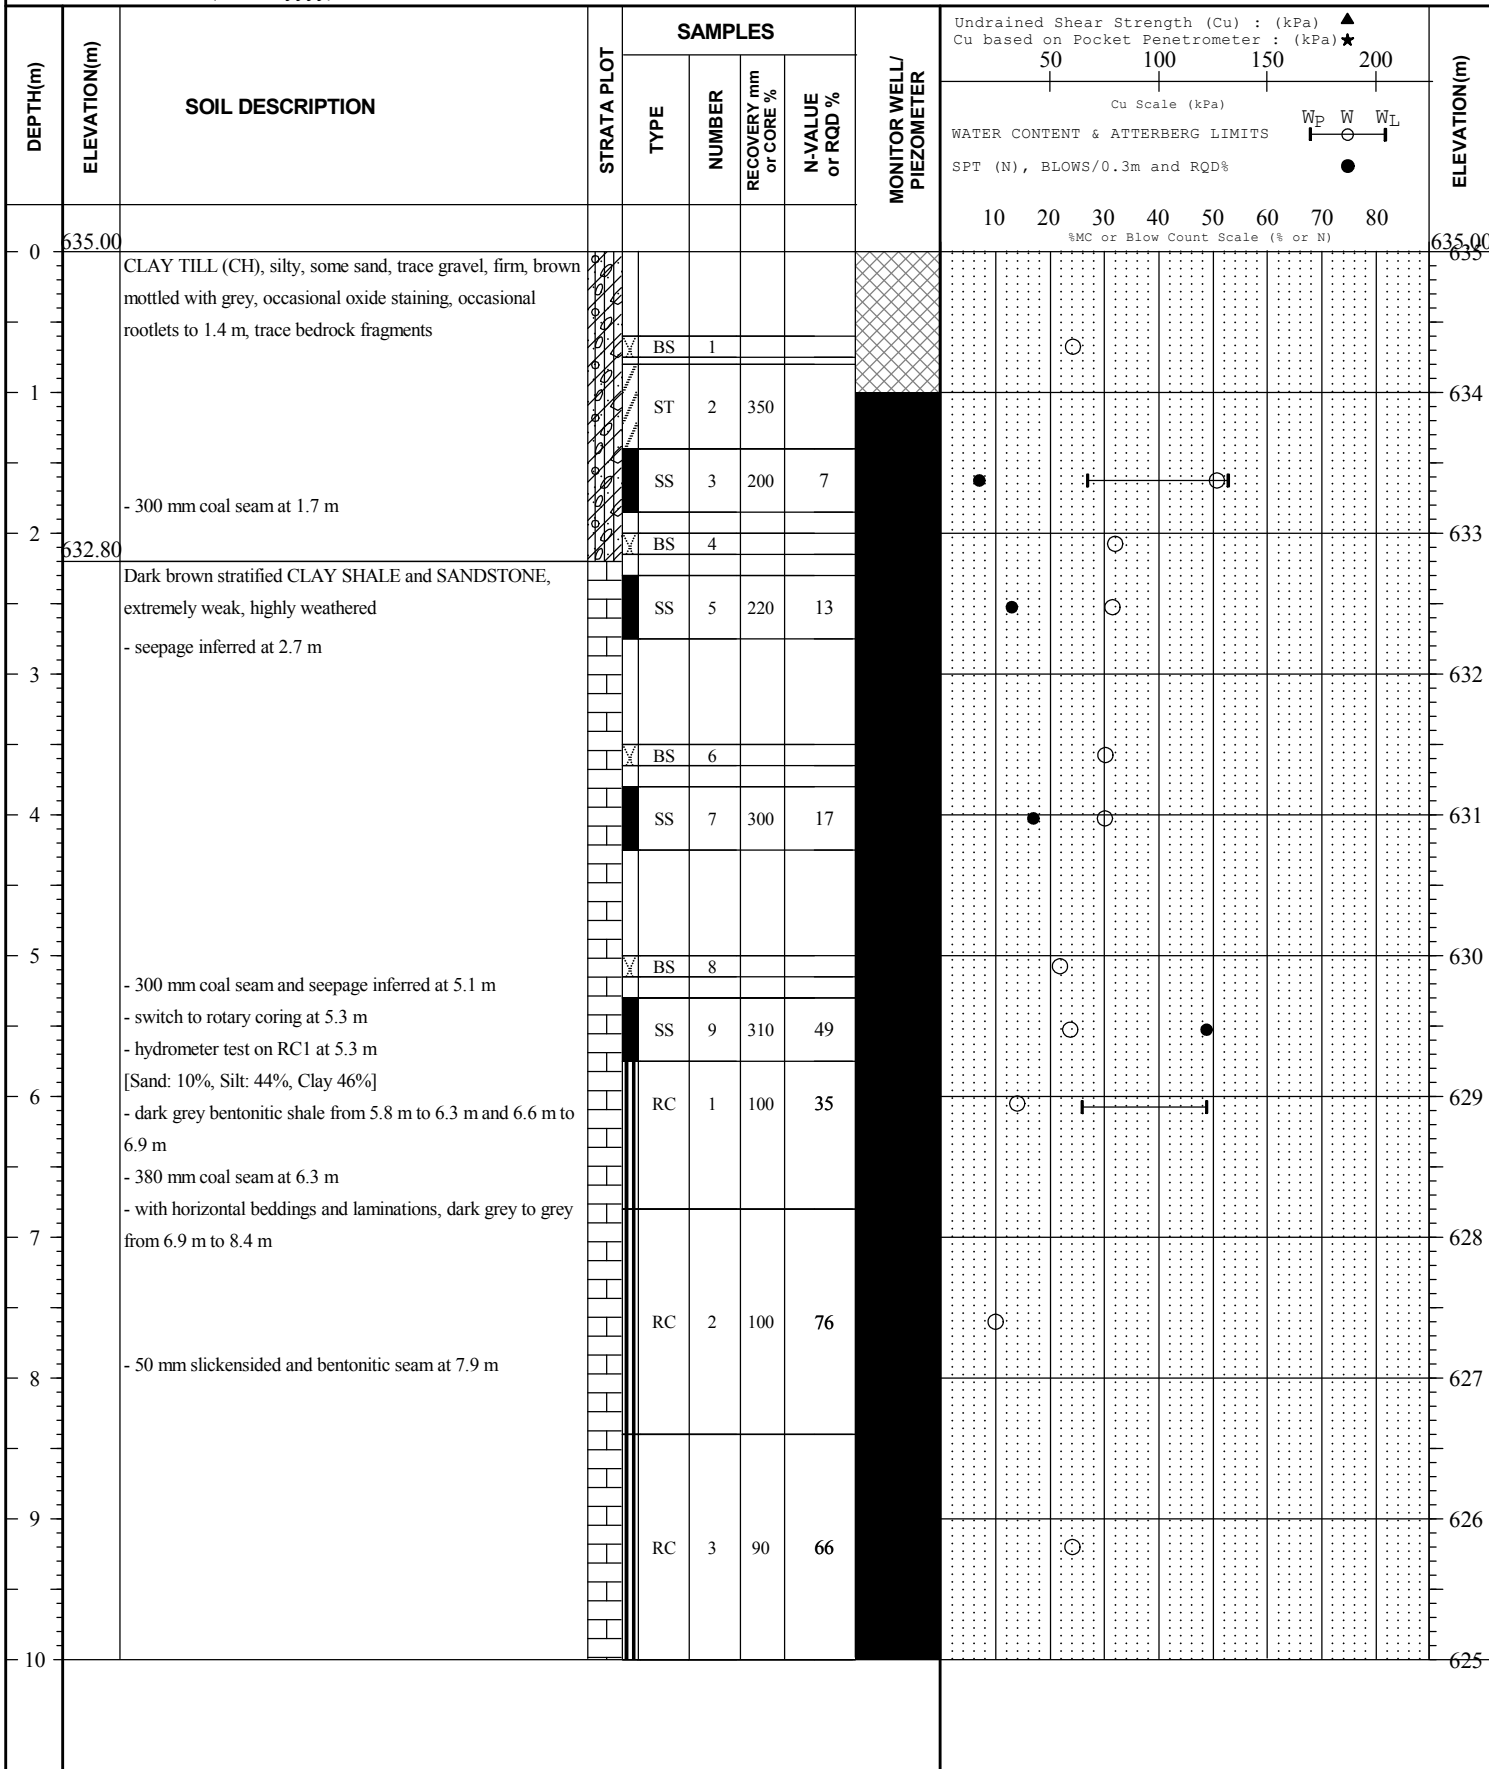 Undrained Shear Strength (Cu) : (kPa)
Cu based on Pocket Penetrometer : (kPa)
50 100 150 200
Cu Scale (kPa)
WATER CONTENT & ATTERBERG LIMITS
WP W WL
SPT (N), BLOWS/0.3m and RQD%
10 20 30 40 50 60 70 80
%MC or Blow Count Scale (% or N)
DEPTH(m)
ELEVATION(m)
SOIL DESCRIPTION
STRATA PLOT
SAMPLES
TYPE
NUMBER
RECOVERY mm
or CORE %
N-VALUE
or RQD %
MONITOR WELL/
PIEZOMETER
ELEVATION(m)
0
635.00
635.00
635
CLAY TILL (CH), silty, some sand, trace gravel, firm, brown
mottled with grey, occasional oxide staining, occasional
rootlets to 1.4 m, trace bedrock fragments
BS 1
1
634
ST 2 350
SS 3 200 7
- 300 mm coal seam at 1.7 m
2
633
BS 4
632.80
Dark brown stratified CLAY SHALE and SANDSTONE,
extremely weak, highly weathered
SS 5 220 13
- seepage inferred at 2.7 m
3
632
BS 6
4
631
SS 7 300 17
5
630
BS 8
- 300 mm coal seam and seepage inferred at 5.1 m
- switch to rotary coring at 5.3 m
SS 9 310 49
- hydrometer test on RC1 at 5.3 m
[Sand: 10%, Silt: 44%, Clay 46%]
6
629
RC 1 100 35
- dark grey bentonitic shale from 5.8 m to 6.3 m and 6.6 m to
6.9 m
- 380 mm coal seam at 6.3 m
- with horizontal beddings and laminations, dark grey to grey
from 6.9 m to 8.4 m
7
628
RC 2 100 76
- 50 mm slickensided and bentonitic seam at 7.9 m
8
627
9
626
RC 3 90 66
10
625